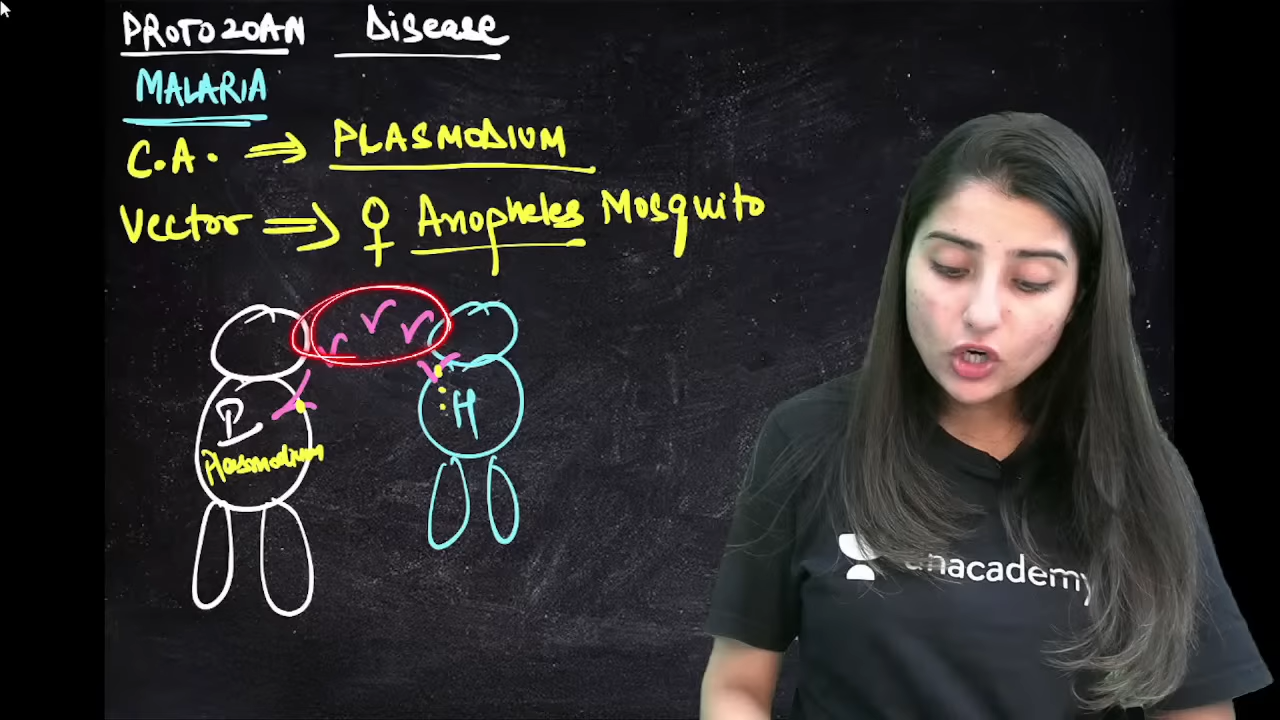 PROTOZOAN Disease
MALARIA
C.A. ⇒ PLASMODIUM
Vector ⇒ ♀ Anopheles Mosquito
P
Plasmodium
H
unacademy